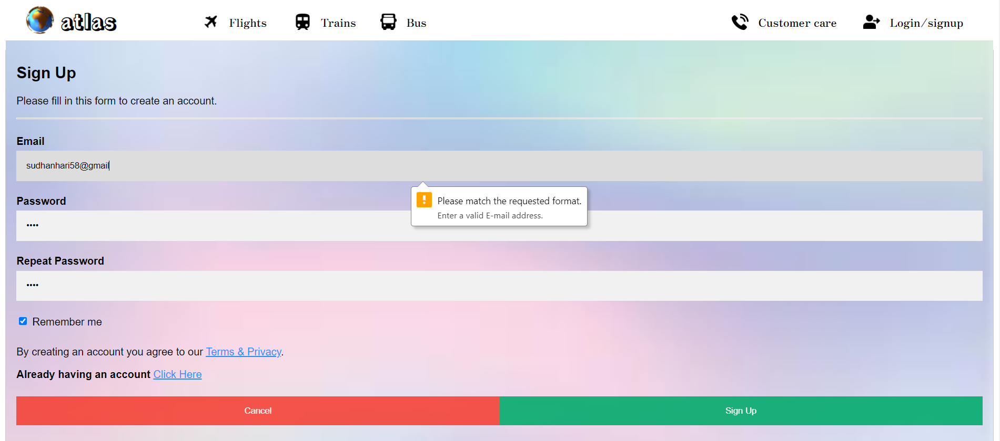 atlas
Flights
Trains
Bus
Customer care
Login/signup
Sign Up
Please fill in this form to create an account.
Email
sudhanhari58@gmail
Please match the requested format.
Enter a valid E-mail address.
Password
••••
Repeat Password
••••
Remember me
By creating an account you agree to our Terms & Privacy.
Already having an account Click Here
Cancel
Sign Up